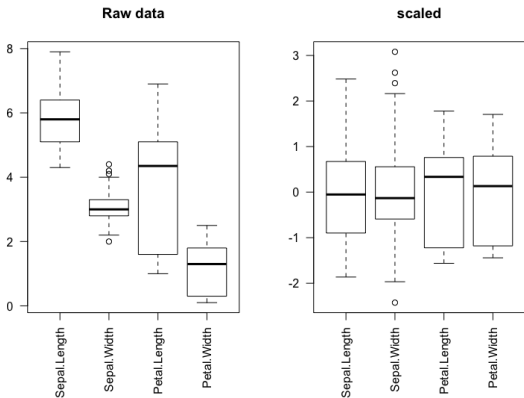 Raw data
8
6
4
2
0
Sepal.Length
Sepal.Width
Petal.Length
Petal.Width
scaled
3
2
1
0
-1
-2
Sepal.Length
Sepal.Width
Petal.Length
Petal.Width